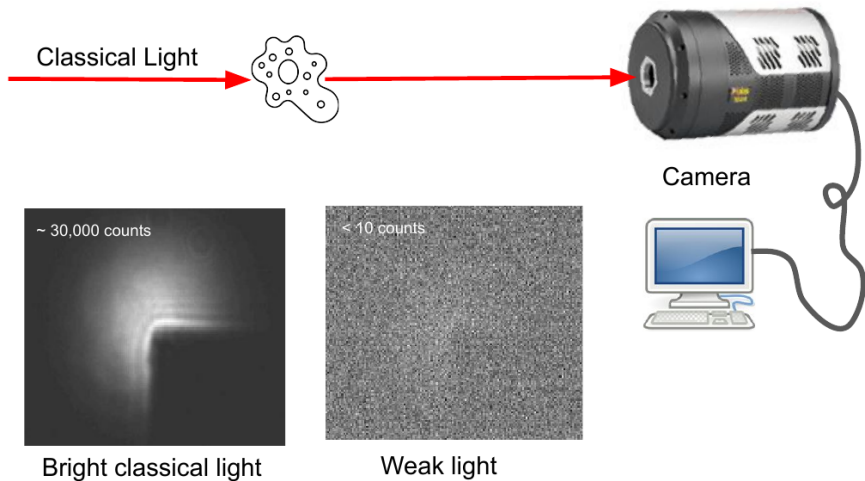 Classical Light
Camera
~ 30,000 counts
< 10 counts
Bright classical light
Weak light